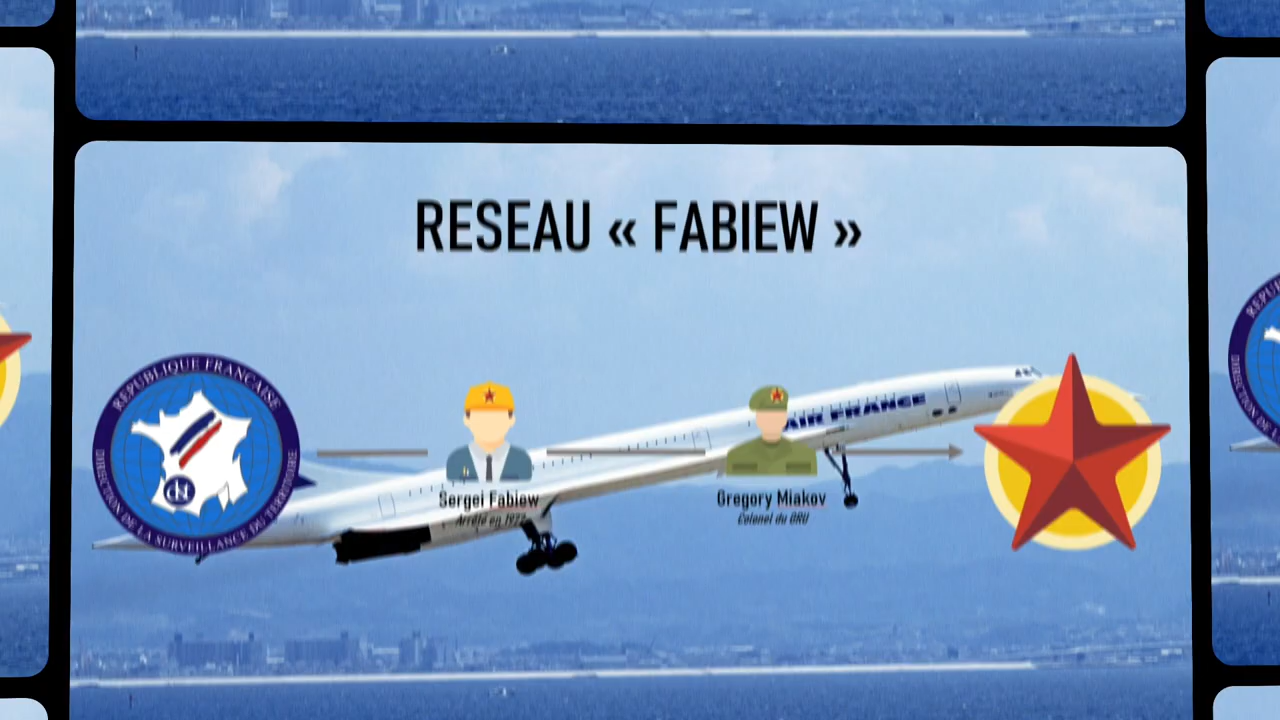 RESEAU « FABIEW »
RÉPUBLIQUE FRANÇAISE
DIRECTION DE LA SURVEILLANCE DU TERRITOIRE
AIR FRANCE
Sergei Fabiew
Arrêté en 1977
Gregory Miakov
Colonel du GRU